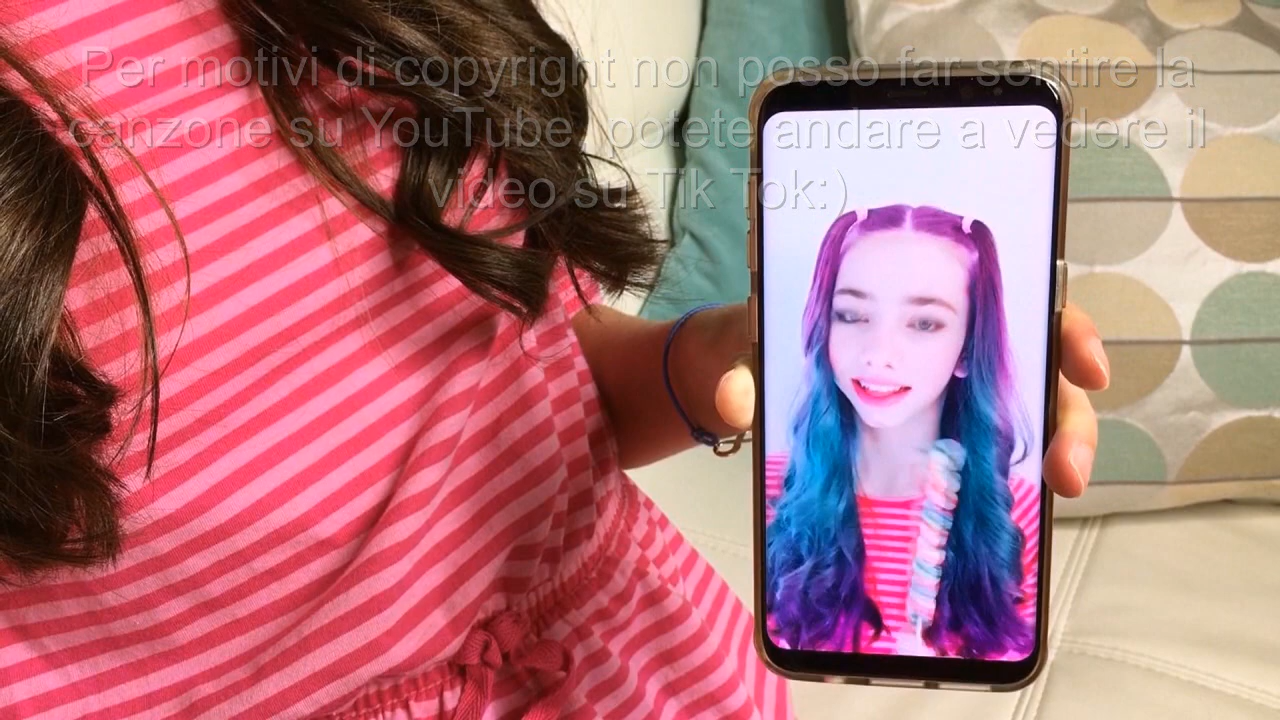 Per motivi di copyright non posso far sentire la
canzone su YouTube, potete andare a vedere il
video su Tik Tok:)